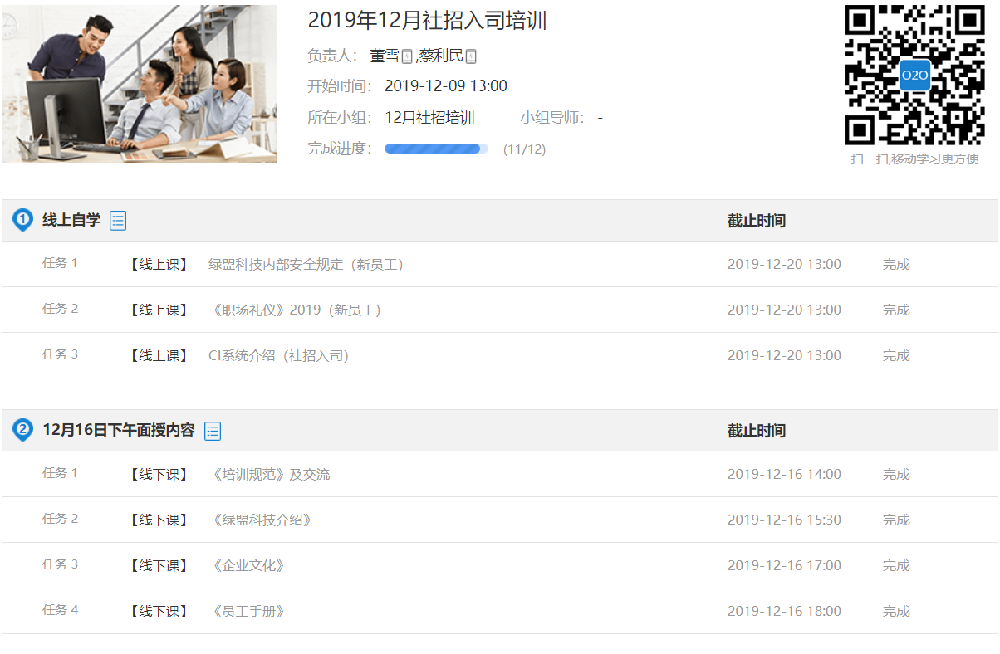 2019年12月社招入司培训
负责人： 董雪,蔡利民
开始时间： 2019-12-09 13:00
所在小组： 12月社招培训 小组导师： -
完成进度： (11/12)
O2O
扫一扫,移动学习更方便
1 线上自学 截止时间
任务 1 【线上课】 绿盟科技内部安全规定（新员工） 2019-12-20 13:00 完成
任务 2 【线上课】 《职场礼仪》2019（新员工） 2019-12-20 13:00 完成
任务 3 【线上课】 CI系统介绍（社招入司） 2019-12-20 13:00 完成
2 12月16日下午面授内容 截止时间
任务 1 【线下课】 《培训规范》及交流 2019-12-16 14:00 完成
任务 2 【线下课】 《绿盟科技介绍》 2019-12-16 15:30 完成
任务 3 【线下课】 《企业文化》 2019-12-16 17:00 完成
任务 4 【线下课】 《员工手册》 2019-12-16 18:00 完成